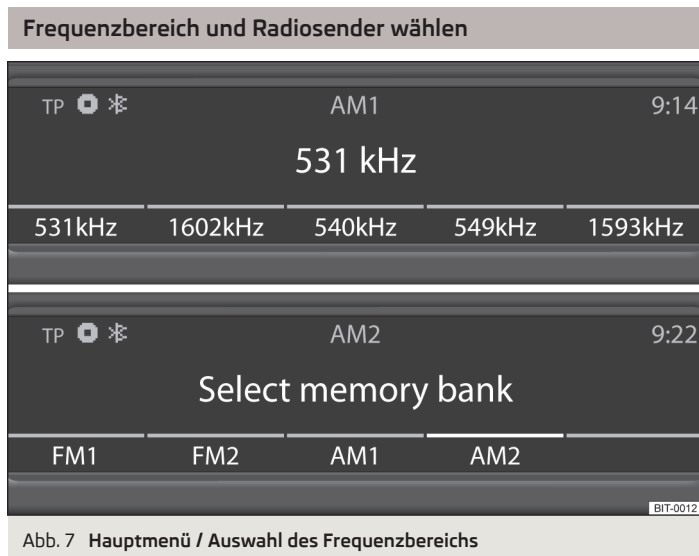 Frequenzbereich und Radiosender wählen
TP AM1 9:14
531 kHz
531kHz 1602kHz 540kHz 549kHz 1593kHz
TP AM2 9:22
Select memory bank
FM1 FM2 AM1 AM2
BIT-0012
Abb. 7 Hauptmenü / Auswahl des Frequenzbereichs